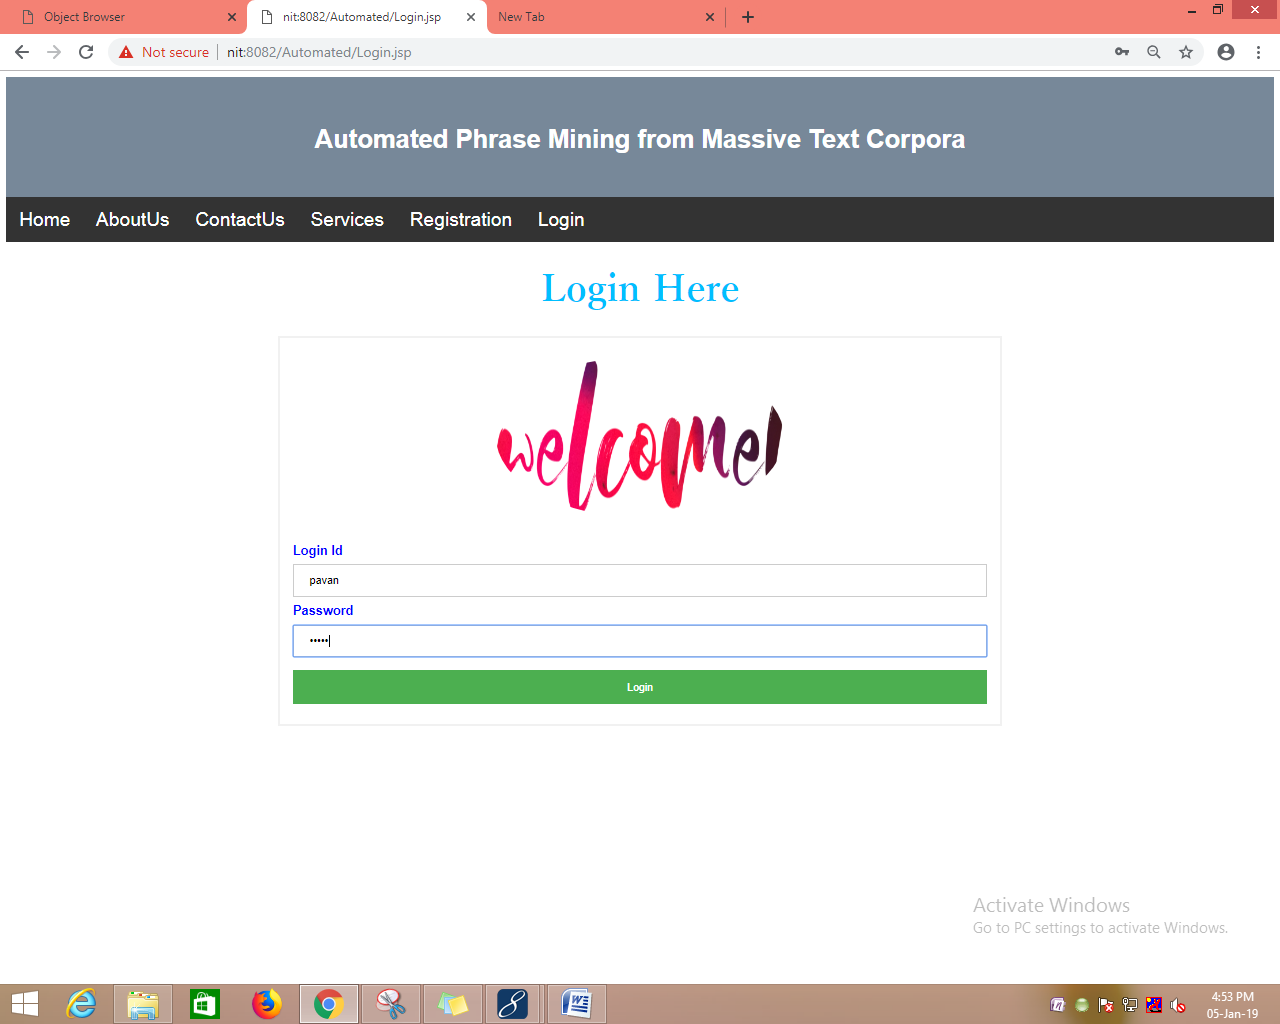 Object Browser
nit:8082/Automated/Login.jsp
New Tab
Not secure
nit:8082/Automated/Login.jsp
Automated Phrase Mining from Massive Text Corpora
Home AboutUs ContactUs Services Registration Login
Login Here
welcome!
Login Id
pavan
Password
•••••
Login
Activate Windows
Go to PC settings to activate Windows.
4:53 PM
05-Jan-19